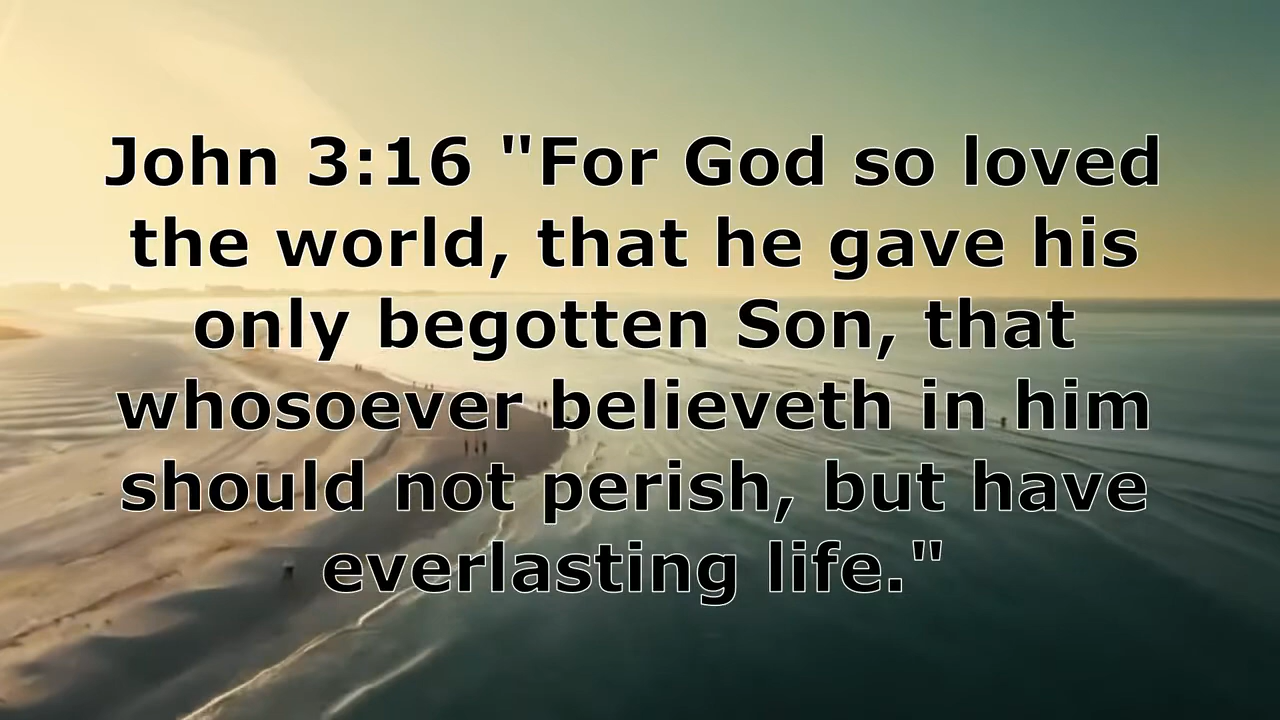 John 3:16 "For God so loved
the world, that he gave his
only begotten Son, that
whosoever believeth in him
should not perish, but have
everlasting life."